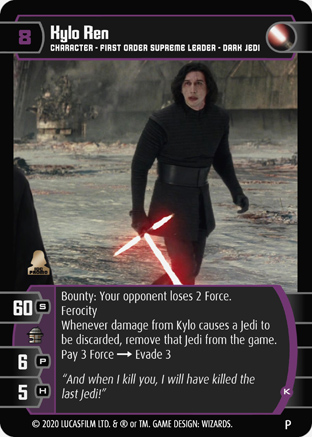 8 Kylo Ren
CHARACTER - FIRST ORDER SUPREME LEADER - DARK JEDI
60 S
6 P
5 H
Bounty: Your opponent loses 2 Force.
Ferocity
Whenever damage from Kylo causes a Jedi to
be discarded, remove that Jedi from the game.
Pay 3 Force → Evade 3
“And when I kill you, I will have killed the
last Jedi!”
K
© 2020 LUCASFILM LTD. & ® OR TM. GAME DESIGN: WIZARDS.
P